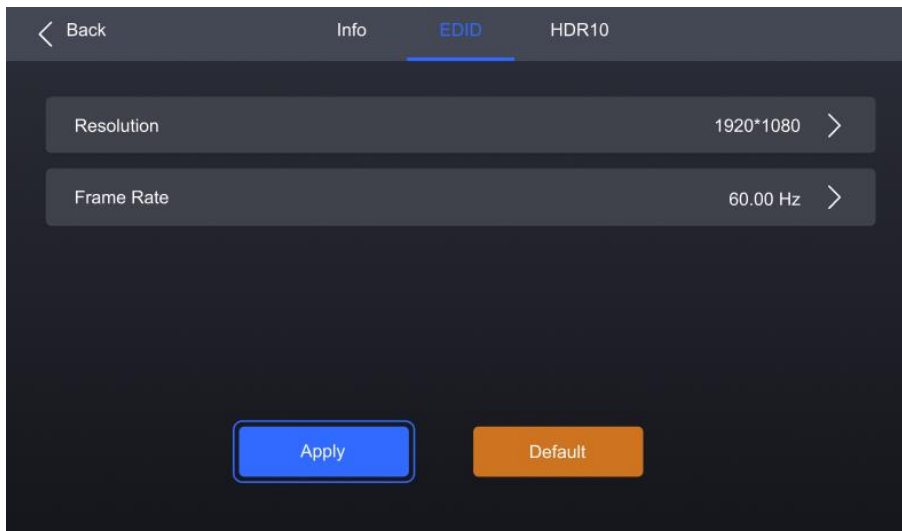 Back Info EDID HDR10
Resolution 1920*1080
Frame Rate 60.00 Hz
Apply Default